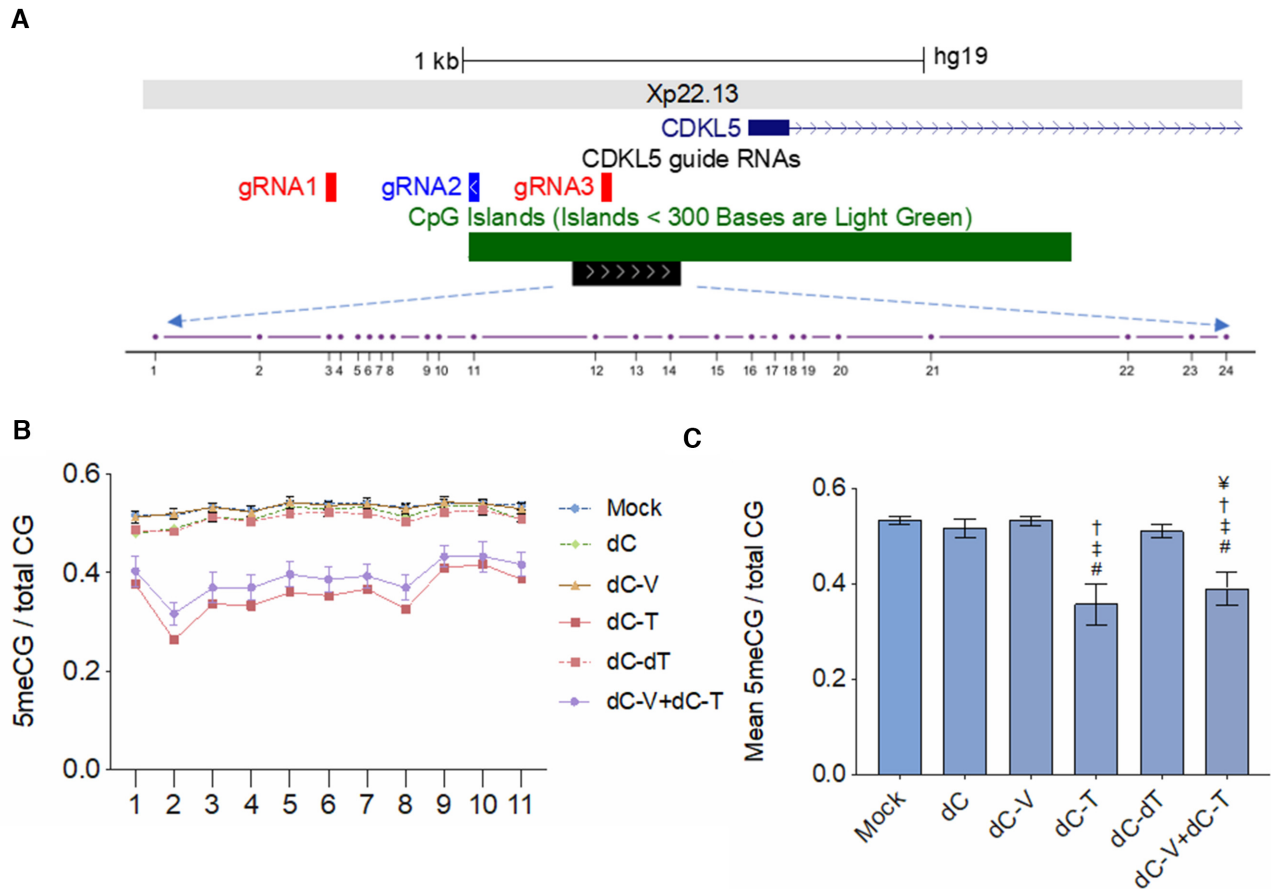 A
1 kb
hg19
Xp22.13
CDKL5
CDKL5 guide RNAs
gRNA1 gRNA2 gRNA3
CpG Islands (Islands < 300 Bases are Light Green)
1 2 3 4 5 6 7 8 9 10 11 12 13 14 15 16 17 18 19 20 21 22 23 24
B
5meCG / total CG
0.6
0.4
0.2
0.0
1 2 3 4 5 6 7 8 9 10 11
Mock
dC
dC-V
dC-T
dC-dT
dC-V+dC-T
C
Mean 5meCG / total CG
0.6
0.4
0.2
0.0
†
‡
#
¥
†
‡
#
Mock dC dC-V dC-T dC-dT dC-V+dC-T